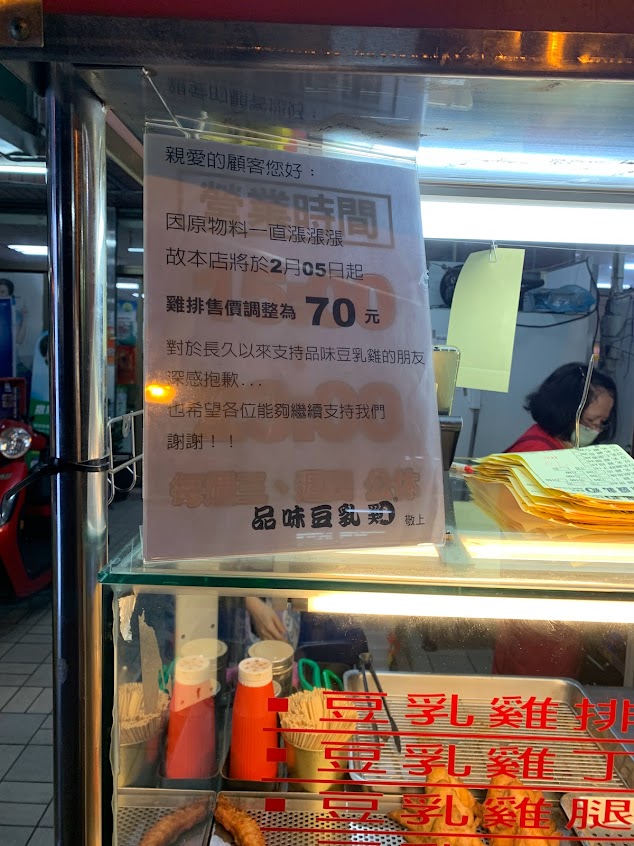 親愛的顧客您好：
營業時間
因原物料一直漲漲漲
故本店將於2月05日起
雞排售價調整為 70 元
對於長久以來支持品味豆乳雞的朋友
深感抱歉...
也希望各位能夠繼續支持我們
謝謝！！
品味豆乳雞 敬上
豆乳雞排
豆乳雞丁
豆乳雞腿